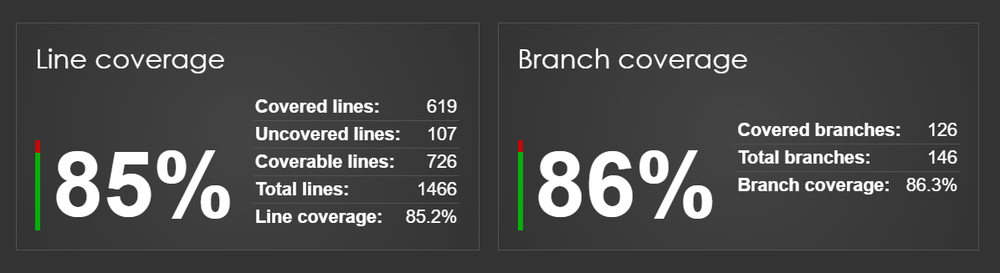 Line coverage
85%
Covered lines: 619
Uncovered lines: 107
Coverable lines: 726
Total lines: 1466
Line coverage: 85.2%
Branch coverage
86%
Covered branches: 126
Total branches: 146
Branch coverage: 86.3%